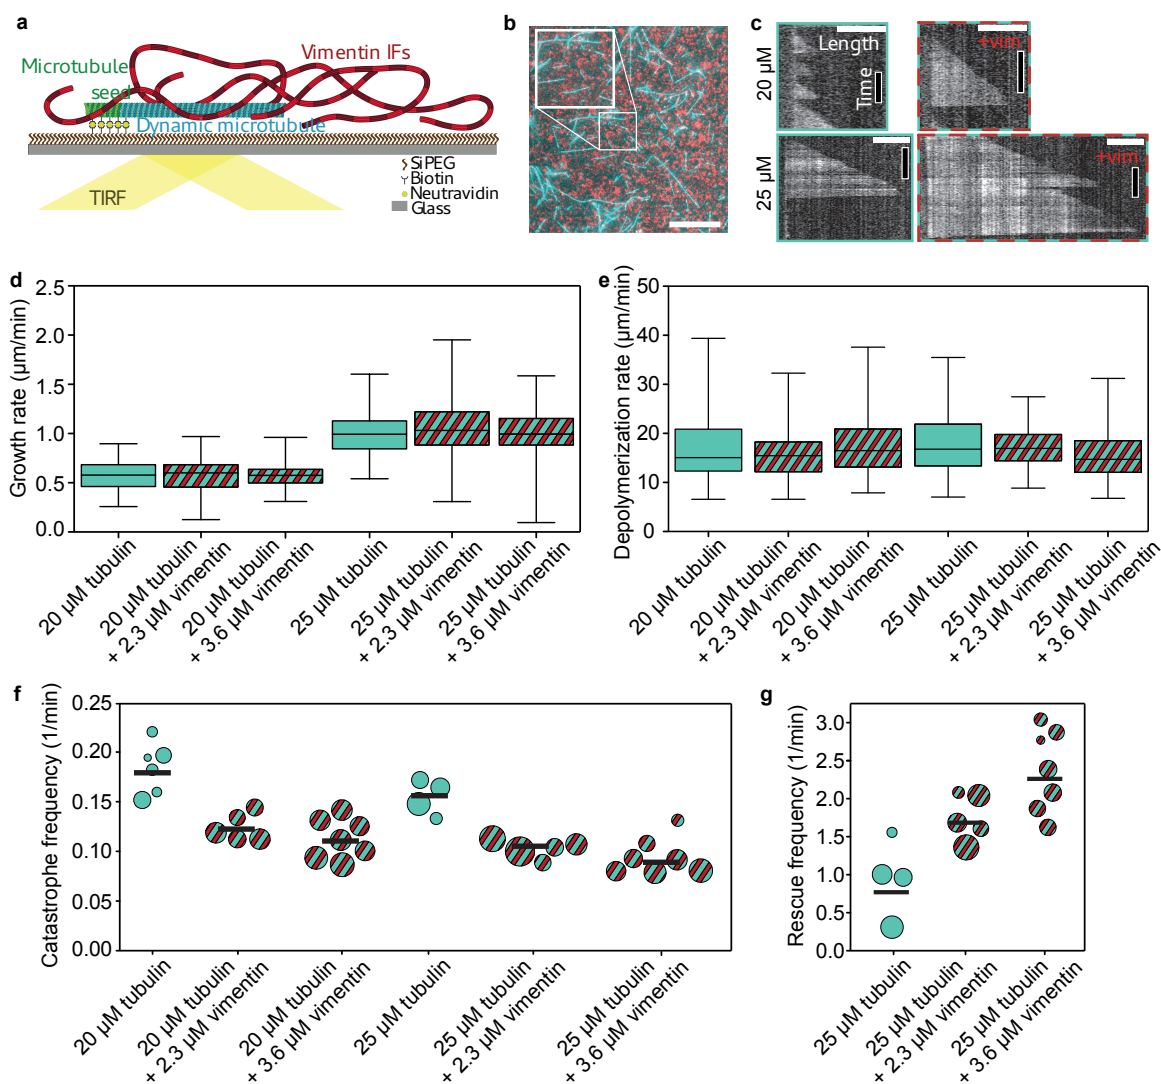 a
Vimentin IFs
Microtubule
seed
Dynamic microtubule
TIRF
SiPEG
Biotin
Neutravidin
Glass
b
c
20 µM
Length
Time
+vim
25 µM
+vim
d
Growth rate (µm/min)
2.5
2.0
1.5
1.0
0.5
0.0
20 µM tubulin
20 µM tubulin
+ 2.3 µM vimentin
20 µM tubulin
+ 3.6 µM vimentin
25 µM tubulin
25 µM tubulin
+ 2.3 µM vimentin
25 µM tubulin
+ 3.6 µM vimentin
e
Depolymerization rate (µm/min)
50
40
30
20
10
0
20 µM tubulin
20 µM tubulin
+ 2.3 µM vimentin
20 µM tubulin
+ 3.6 µM vimentin
25 µM tubulin
25 µM tubulin
+ 2.3 µM vimentin
25 µM tubulin
+ 3.6 µM vimentin
f
Catastrophe frequency (1/min)
0.25
0.20
0.15
0.10
0.05
0.00
20 µM tubulin
20 µM tubulin
+ 2.3 µM vimentin
20 µM tubulin
+ 3.6 µM vimentin
25 µM tubulin
25 µM tubulin
+ 2.3 µM vimentin
25 µM tubulin
+ 3.6 µM vimentin
g
Rescue frequency (1/min)
3.0
2.5
2.0
1.5
1.0
0.5
0.0
25 µM tubulin
25 µM tubulin
+ 2.3 µM vimentin
25 µM tubulin
+ 3.6 µM vimentin